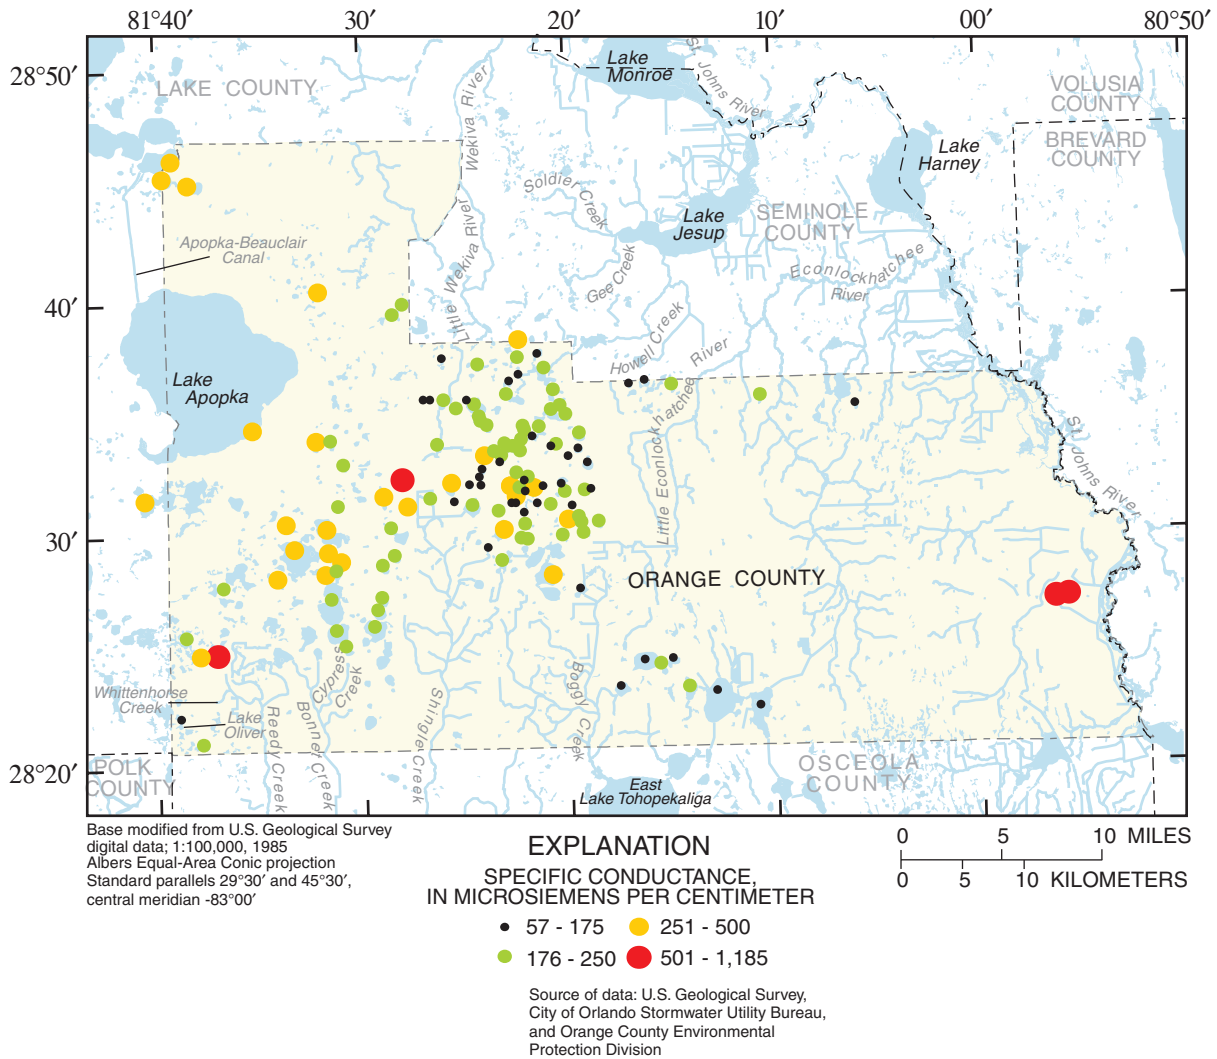 81°40′ 30′ 20′ 10′ 00′ 80°50′
28°50′
40′
30′
28°20′
LAKE COUNTY
Lake
Monroe
St. Johns River
VOLUSIA
COUNTY
BREVARD
COUNTY
Wekiva River
Lake
Harney
Soldier Creek
Lake
Jesup
SEMINOLE
COUNTY
Wekiva River
Little
Apopka-Beauclair
Canal
Gee Creek
Econlockhatchee
River
Howell Creek
River
Little Econlockhatchee
Lake
Apopka
St. Johns River
ORANGE COUNTY
Whittenhorse
Creek
Lake
Oliver
Cypress
Creek
Reedy Creek
Bonnet Creek
Shingle Creek
Boggy Creek
POLK
COUNTY
OSCEOLA
COUNTY
East
Lake Tohopekaliga
Base modified from U.S. Geological Survey
digital data; 1:100,000, 1985
Albers Equal-Area Conic projection
Standard parallels 29°30′ and 45°30′,
central meridian -83°00′
0 5 10 MILES
0 5 10 KILOMETERS
EXPLANATION
SPECIFIC CONDUCTANCE,
IN MICROSIEMENS PER CENTIMETER
57 - 175 251 - 500
176 - 250 501 - 1,185
Source of data: U.S. Geological Survey,
City of Orlando Stormwater Utility Bureau,
and Orange County Environmental
Protection Division